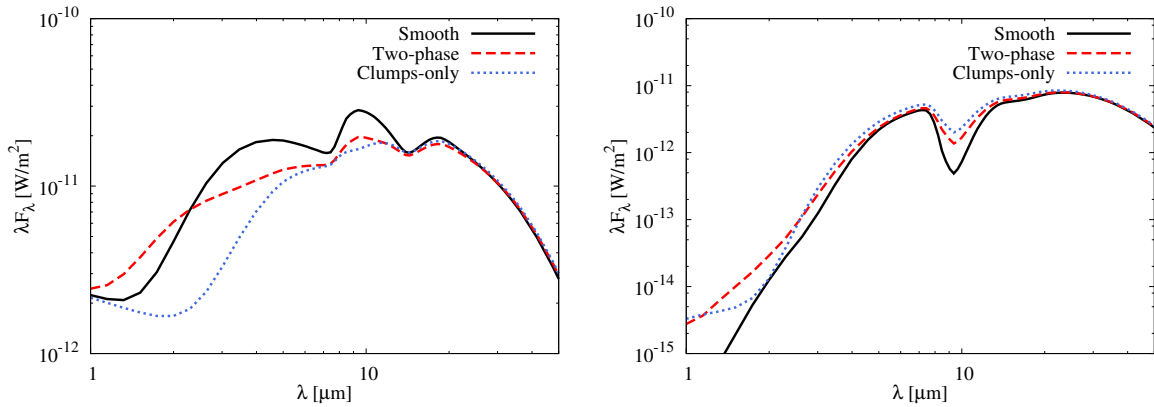 10^-10
10^-11
10^-12
λF_λ [W/m^2]
Smooth
Two-phase
Clumps-only
1
10
λ [μm]
10^-10
10^-11
10^-12
10^-13
10^-14
10^-15
λF_λ [W/m^2]
Smooth
Two-phase
Clumps-only
1
10
λ [μm]